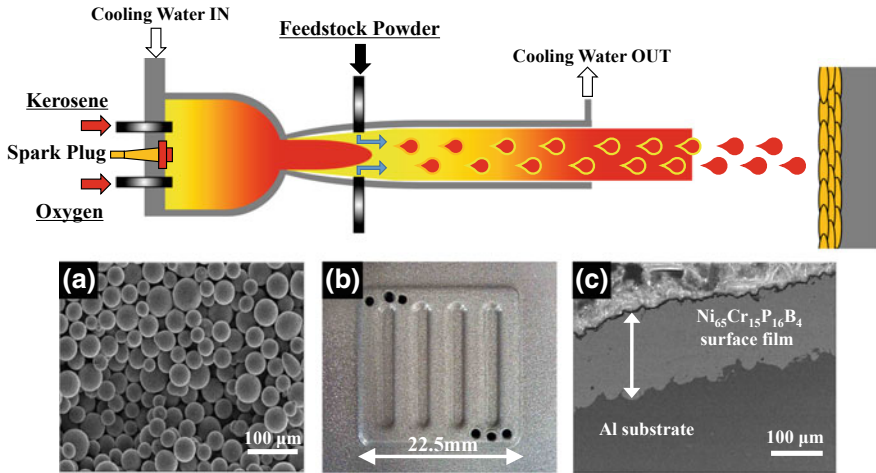 Cooling Water IN
Feedstock Powder
Cooling Water OUT
Kerosene
Spark Plug
Oxygen
(a)
100 μm
(b)
22.5mm
(c)
Ni₆₅Cr₁₅P₁₆B₄
surface film
Al substrate
100 μm